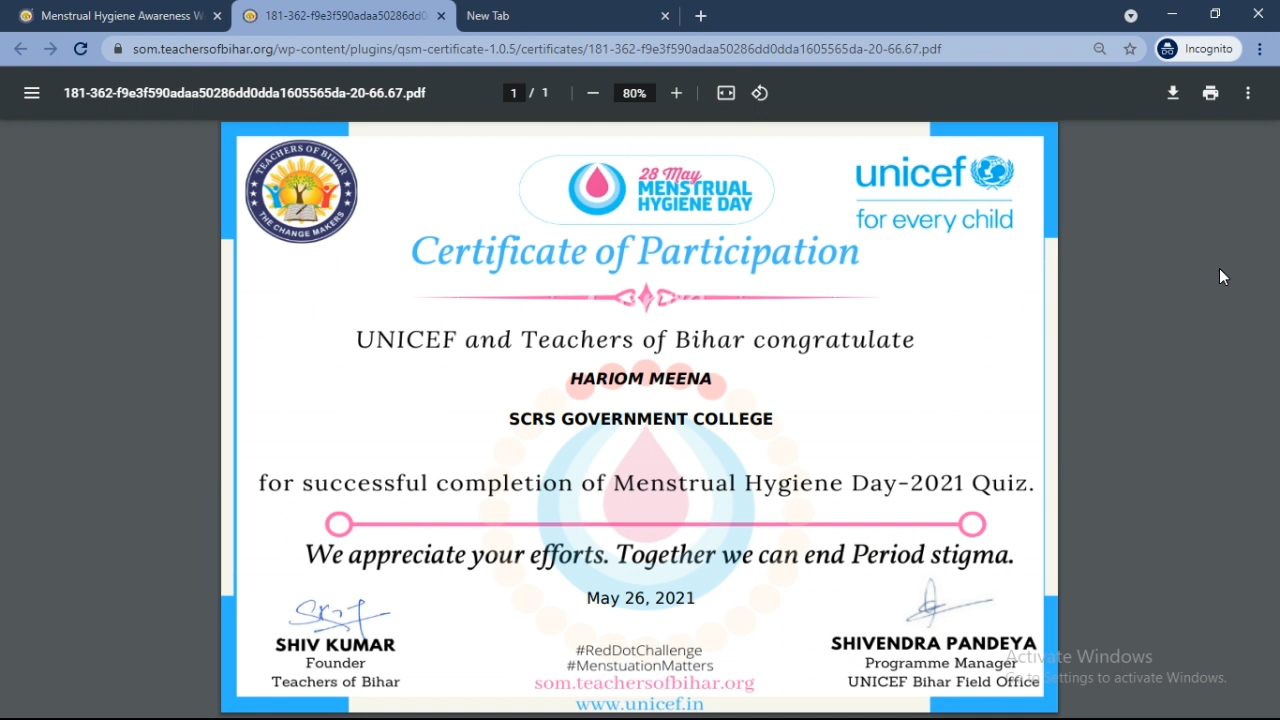 Menstrual Hygiene Awareness W
181-362-f9e3f590adaa50286dd0
New Tab
som.teachersofbihar.org/wp-content/plugins/qsm-certificate-1.0.5/certificates/181-362-f9e3f590adaa50286dd0dda1605565da-20-66.67.pdf
Incognito
181-362-f9e3f590adaa50286dd0dda1605565da-20-66.67.pdf
1 / 1
80%
TEACHERS OF BIHAR
THE CHANGE MAKERS
28 May
MENSTRUAL
HYGIENE DAY
unicef
for every child
Certificate of Participation
UNICEF and Teachers of Bihar congratulate
HARIOM MEENA
SCRS GOVERNMENT COLLEGE
for successful completion of Menstrual Hygiene Day-2021 Quiz.
We appreciate your efforts. Together we can end Period stigma.
May 26, 2021
SHIV KUMAR
Founder
Teachers of Bihar
#RedDotChallenge
#MenstuationMatters
som.teachersofbihar.org
www.unicef.in
SHIVENDRA PANDEYA
Programme Manager
UNICEF Bihar Field Office
Activate Windows
Go to Settings to activate Windows.